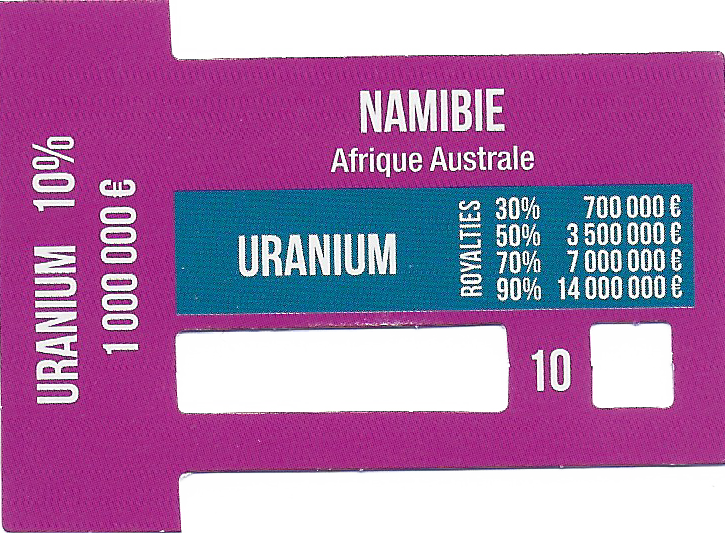 URANIUM 10%
1 000 000 €
NAMIBIE
Afrique Australe
URANIUM
ROYALTIES
30% 700 000 €
50% 3 500 000 €
70% 7 000 000 €
90% 14 000 000 €
10